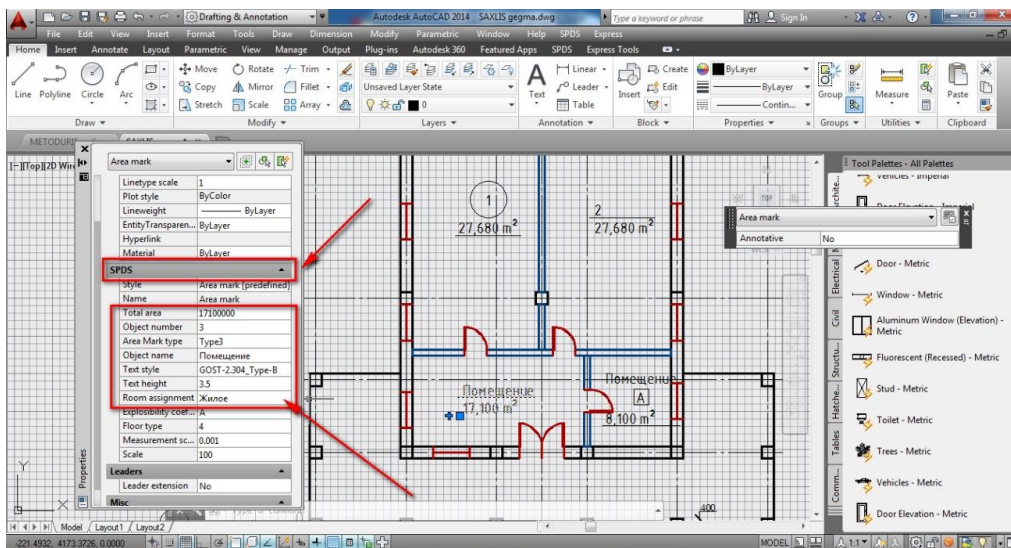 Drafting & Annotation
Autodesk AutoCAD 2014 SAXLIS gegma.dwg
Type a keyword or phrase
Sign In
File Edit View Insert Format Tools Draw Dimension Modify Parametric Window Help SPDS Express
Home Insert Annotate Layout Parametric View Manage Output Plug-ins Autodesk 360 Featured Apps SPDS Express Tools
Move Rotate Trim
Copy Mirror Fillet
Stretch Scale Array
Line Polyline Circle Arc
Unsaved Layer State
0
Text
Linear
Leader
Table
Insert
Create
Edit
ByLayer
ByLayer
Contin...
Group
Measure
Paste
Draw Modify Layers Annotation Block Properties Groups Utilities Clipboard
SAXLIS
[-][Top][2D Wir
Area mark
Linetype scale 1
Plot style ByColor
Lineweight ByLayer
EntityTransparen... ByLayer
Hyperlink
Material ByLayer
SPDS
Style Area mark [predefined]
Name Area mark
Total area 17100000
Object number 3
Area Mark type Type3
Object name Помещение
Text style GOST-2.304_Type-B
Text height 3.5
Room assignment Жилое
Explosibility coef... A
Floor type 4
Measurement sc... 0.001
Scale 100
Leaders
Leader extension No
Misc
Properties
1
27,680 m²
2
27,680 m²
Помещение
17,100 m²
Помещение
A
8,100 m²
400
TOP
Area mark
Annotative No
Tool Palettes - All Palettes
Vehicles - Imperial
Door Elevation - Imperial
Door - Metric
Window - Metric
Aluminum Window (Elevation) - Metric
Fluorescent (Recessed) - Metric
Stud - Metric
Toilet - Metric
Trees - Metric
Vehicles - Metric
Door Elevation - Metric
Archite...
Electrical
Civil
Structu...
Hatche...
Tables
Comm...
X
Y
Model Layout1 Layout2
-221.4932, 4173.3726, 0.0000
MODEL
1:1